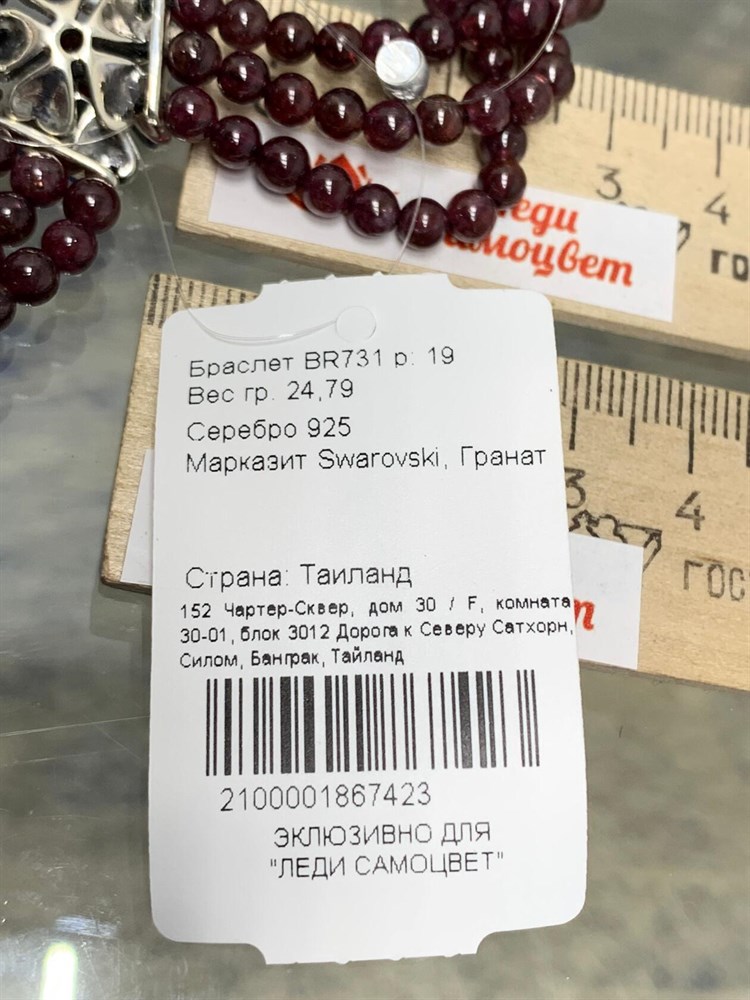 3 4
леди
самоцвет
ГО
Браслет BR731 р: 19
Вес гр. 24,79
Серебро 925
Марказит Swarovski, Гранат
3 4
ГОС
Страна: Таиланд
152 Чартер-Сквер, дом 30 / F, комната
30-01, блок 3012 Дорога к Северу Сатхорн,
Силом, Банграк, Тайланд
2100001867423
ЭКЛЮЗИВНО ДЛЯ
"ЛЕДИ САМОЦВЕТ"